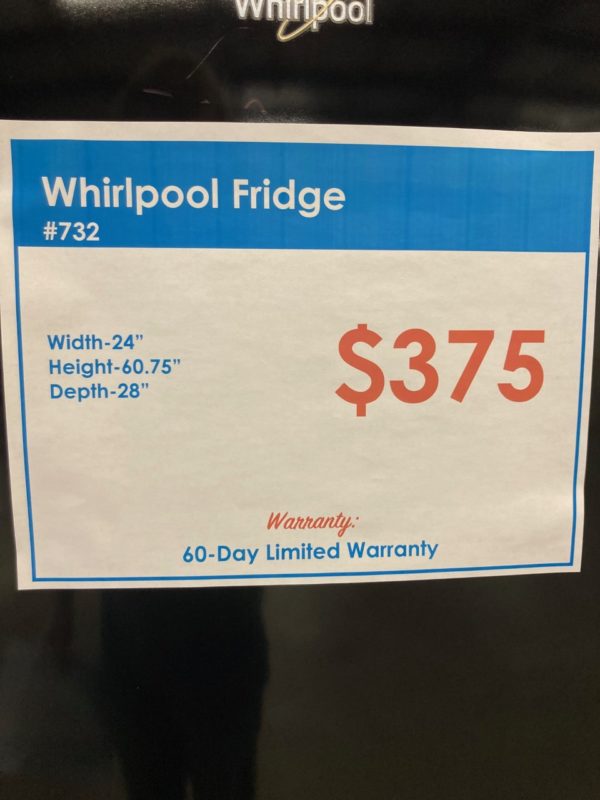 Whirlpool
Whirlpool Fridge
#732
Width-24”
Height-60.75”
Depth-28”
$375
Warranty:
60-Day Limited Warranty